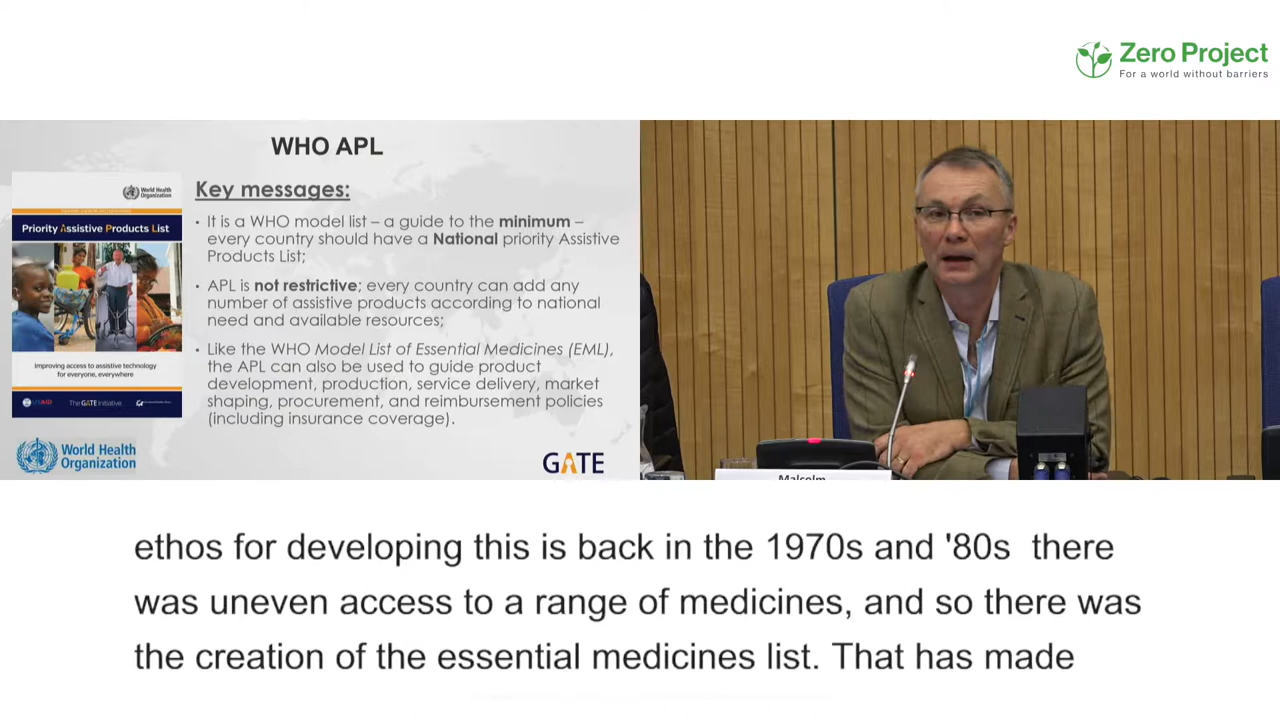 Zero Project
For a world without barriers
WHO APL
World Health
Organization
Priority Assistive Products List
Improving access to assistive technology
for everyone, everywhere
USAID
The GATE Initiative
Key messages:
• It is a WHO model list – a guide to the minimum –
every country should have a National priority Assistive
Products List;
• APL is not restrictive; every country can add any
number of assistive products according to national
need and available resources;
• Like the WHO Model List of Essential Medicines (EML),
the APL can also be used to guide product
development, production, service delivery, market
shaping, procurement, and reimbursement policies
(including insurance coverage).
World Health
Organization
GATE
Malcolm
ethos for developing this is back in the 1970s and '80s there
was uneven access to a range of medicines, and so there was
the creation of the essential medicines list. That has made